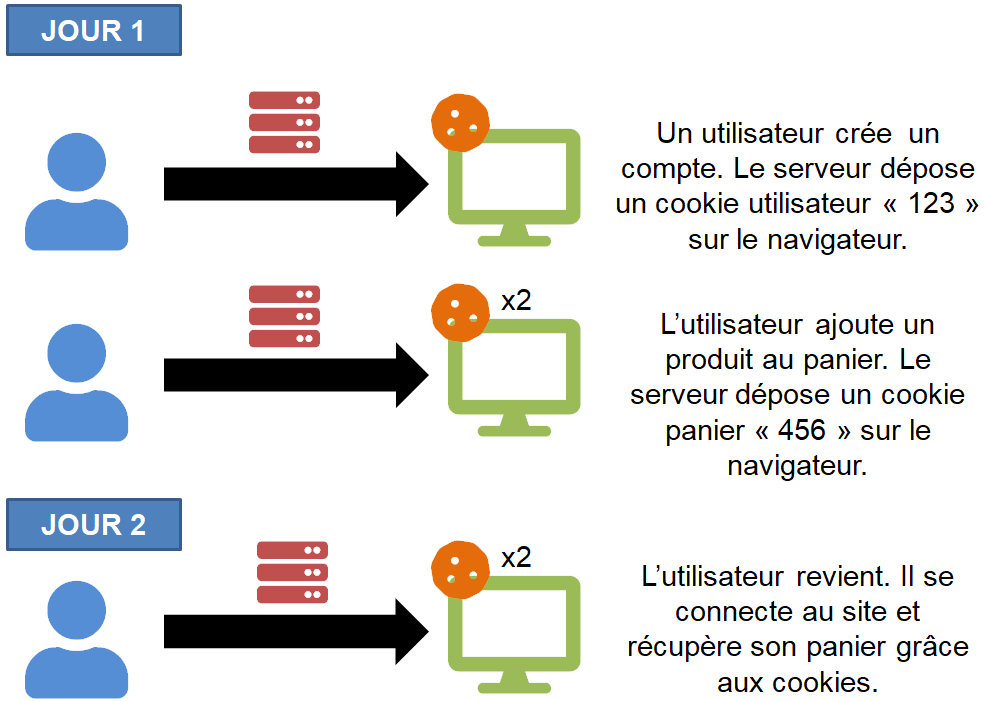 JOUR 1
Un utilisateur crée un
compte. Le serveur dépose
un cookie utilisateur « 123 »
sur le navigateur.
x2
L’utilisateur ajoute un
produit au panier. Le
serveur dépose un cookie
panier « 456 » sur le
navigateur.
JOUR 2
x2
L’utilisateur revient. Il se
connecte au site et
récupère son panier grâce
aux cookies.